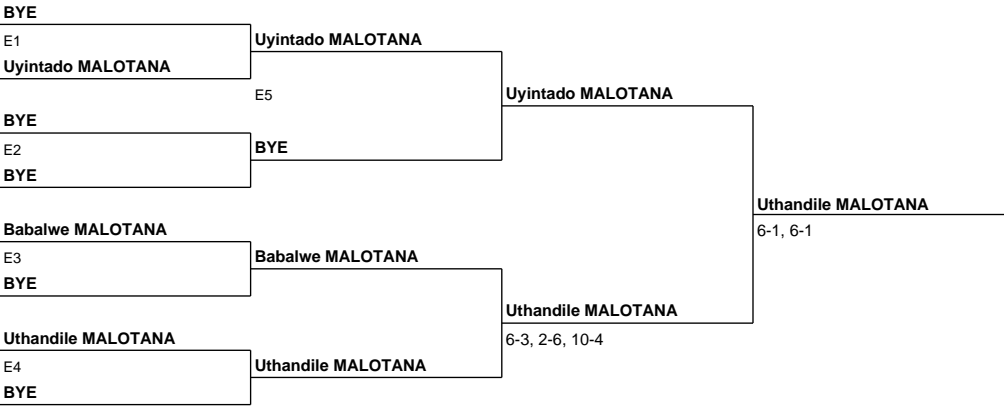 BYE
E1
Uyintado MALOTANA
BYE
E2
BYE
Babalwe MALOTANA
E3
BYE
Uthandile MALOTANA
E4
BYE
Uyintado MALOTANA
E5
BYE
Babalwe MALOTANA
Uthandile MALOTANA
Uyintado MALOTANA
Uthandile MALOTANA
6-3, 2-6, 10-4
Uthandile MALOTANA
6-1, 6-1